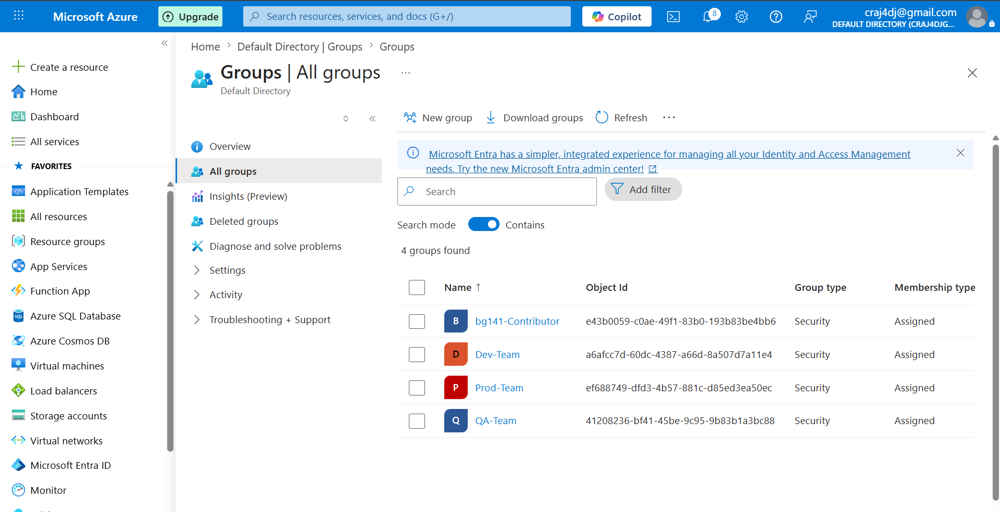 Microsoft Azure
Upgrade
Search resources, services, and docs (G+/)
Copilot
8
craj4dj@gmail.com
DEFAULT DIRECTORY (CRAJ4DJG...
Create a resource
Home
Dashboard
All services
FAVORITES
Application Templates
All resources
Resource groups
App Services
Function App
SQL
Azure SQL Database
Azure Cosmos DB
Virtual machines
Load balancers
Storage accounts
Virtual networks
Microsoft Entra ID
Monitor
Home > Default Directory | Groups > Groups
Groups | All groups ...
Default Directory
Overview
All groups
Insights (Preview)
Deleted groups
Diagnose and solve problems
Settings
Activity
Troubleshooting + Support
New group
Download groups
Refresh
...
Microsoft Entra has a simpler, integrated experience for managing all your Identity and Access Management
needs. Try the new Microsoft Entra admin center!
Search
Add filter
Search mode
Contains
4 groups found
Name ↑ Object Id Group type Membership type
B bg141-Contributor e43b0059-c0ae-49f1-83b0-193b83be4bb6 Security Assigned
D Dev-Team a6afcc7d-60dc-4387-a66d-8a507d7a11e4 Security Assigned
P Prod-Team ef688749-dfd3-4b57-881c-d85ed3ea50ec Security Assigned
Q QA-Team 41208236-bf41-45be-9c95-9b83b1a3bc88 Security Assigned